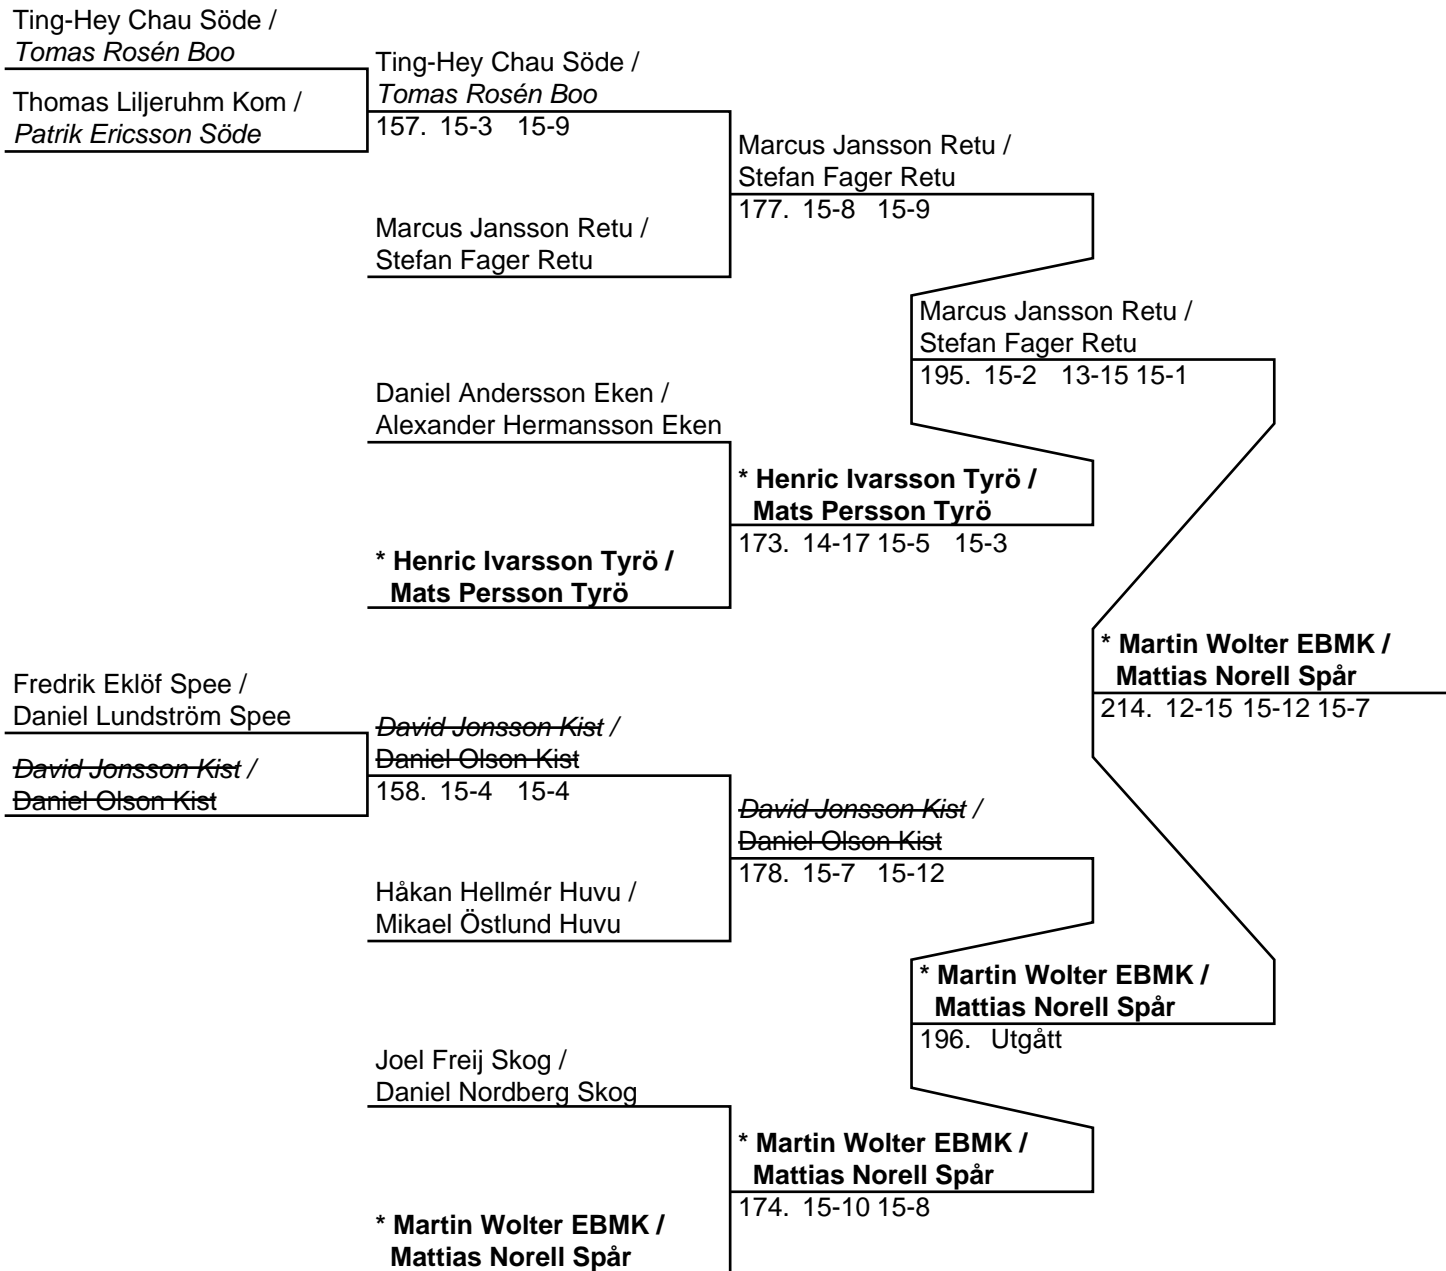 Ting-Hey Chau Söde /
Tomas Rosén Boo
Thomas Liljeruhm Kom /
Patrik Ericsson Söde
Ting-Hey Chau Söde /
Tomas Rosén Boo
157. 15-3 15-9
Marcus Jansson Retu /
Stefan Fager Retu
Marcus Jansson Retu /
Stefan Fager Retu
177. 15-8 15-9
Daniel Andersson Eken /
Alexander Hermansson Eken
* Henric Ivarsson Tyrö /
Mats Persson Tyrö
* Henric Ivarsson Tyrö /
Mats Persson Tyrö
173. 14-17 15-5 15-3
Marcus Jansson Retu /
Stefan Fager Retu
195. 15-2 13-15 15-1
Fredrik Eklöf Spee /
Daniel Lundström Spee
David Jonsson Kist /
Daniel Olson Kist
David Jonsson Kist /
Daniel Olson Kist
158. 15-4 15-4
Håkan Hellmér Huvu /
Mikael Östlund Huvu
David Jonsson Kist /
Daniel Olson Kist
178. 15-7 15-12
Joel Freij Skog /
Daniel Nordberg Skog
* Martin Wolter EBMK /
Mattias Norell Spår
* Martin Wolter EBMK /
Mattias Norell Spår
174. 15-10 15-8
* Martin Wolter EBMK /
Mattias Norell Spår
196. Utgått
* Martin Wolter EBMK /
Mattias Norell Spår
214. 12-15 15-12 15-7